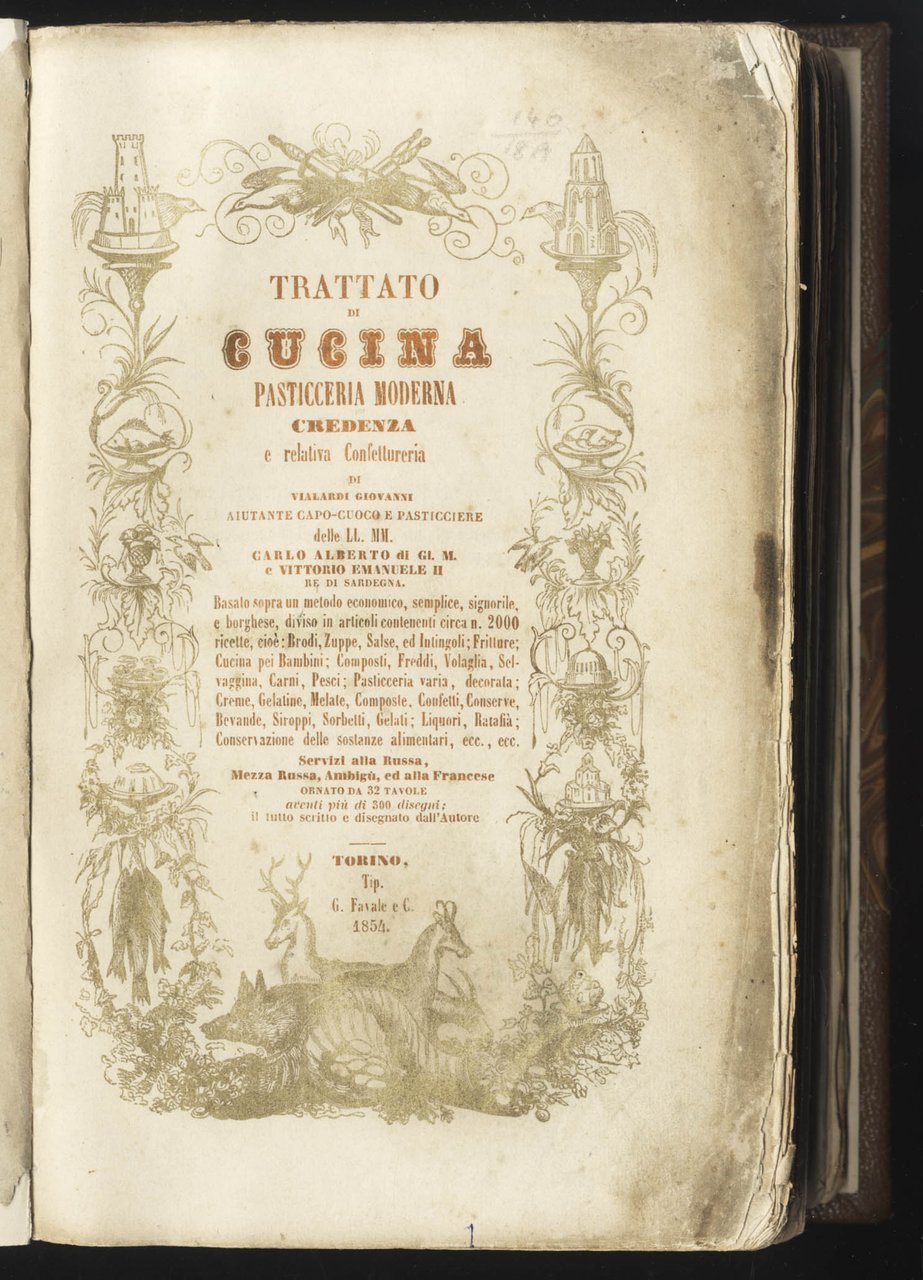 140
TRATTATO
DI
CUCINA
PASTICCERIA MODERNA
CREDENZA
e relativa Confettureria
DI
VIALARDI GIOVANNI
AIUTANTE CAPO-CUOCO E PASTICCIERE
delle LL. MM.
CARLO ALBERTO di Gl. M.
e VITTORIO EMANUELE II
RE DI SARDEGNA.
Basato sopra un metodo economico, semplice, signorile,
e borghese, diviso in articoli contenenti circa n. 2000
ricette, cioè: Brodi, Zuppe, Salse, ed Intingoli; Fritture;
Cucina pei Bambini; Composti, Freddi, Volaglia, Sel-
vaggina, Carni, Pesci; Pasticceria varia, decorata;
Creme, Gelatine, Melate, Composte, Confetti, Conserve,
Bevande, Siroppi, Sorbetti, Gelati; Liquori, Ratafià;
Conservazione delle sostanze alimentari, ecc., ecc.
Servizi alla Russa,
Mezza Russa, Ambigù, ed alla Francese
ORNATO DA 32 TAVOLE
aventi più di 300 disegni;
il tutto scritto e disegnato dall'Autore
TORINO,
Tip.
G. Favale e C.
1854.
1